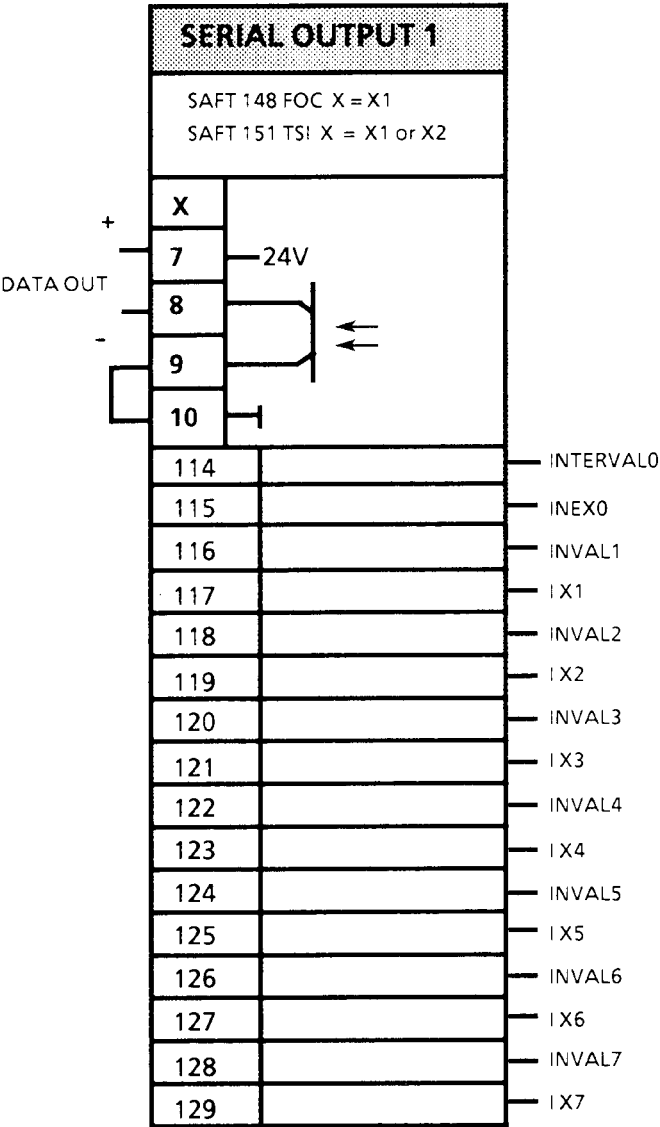 SERIAL OUTPUT 1
SAFT 148 FOC X = X1
SAFT 151 TSI X = X1 or X2
X
+
7 24V
DATA OUT
8
-
9
10
114 INTERVAL0
115 INEX0
116 INVAL1
117 IX1
118 INVAL2
119 IX2
120 INVAL3
121 IX3
122 INVAL4
123 IX4
124 INVAL5
125 IX5
126 INVAL6
127 IX6
128 INVAL7
129 IX7